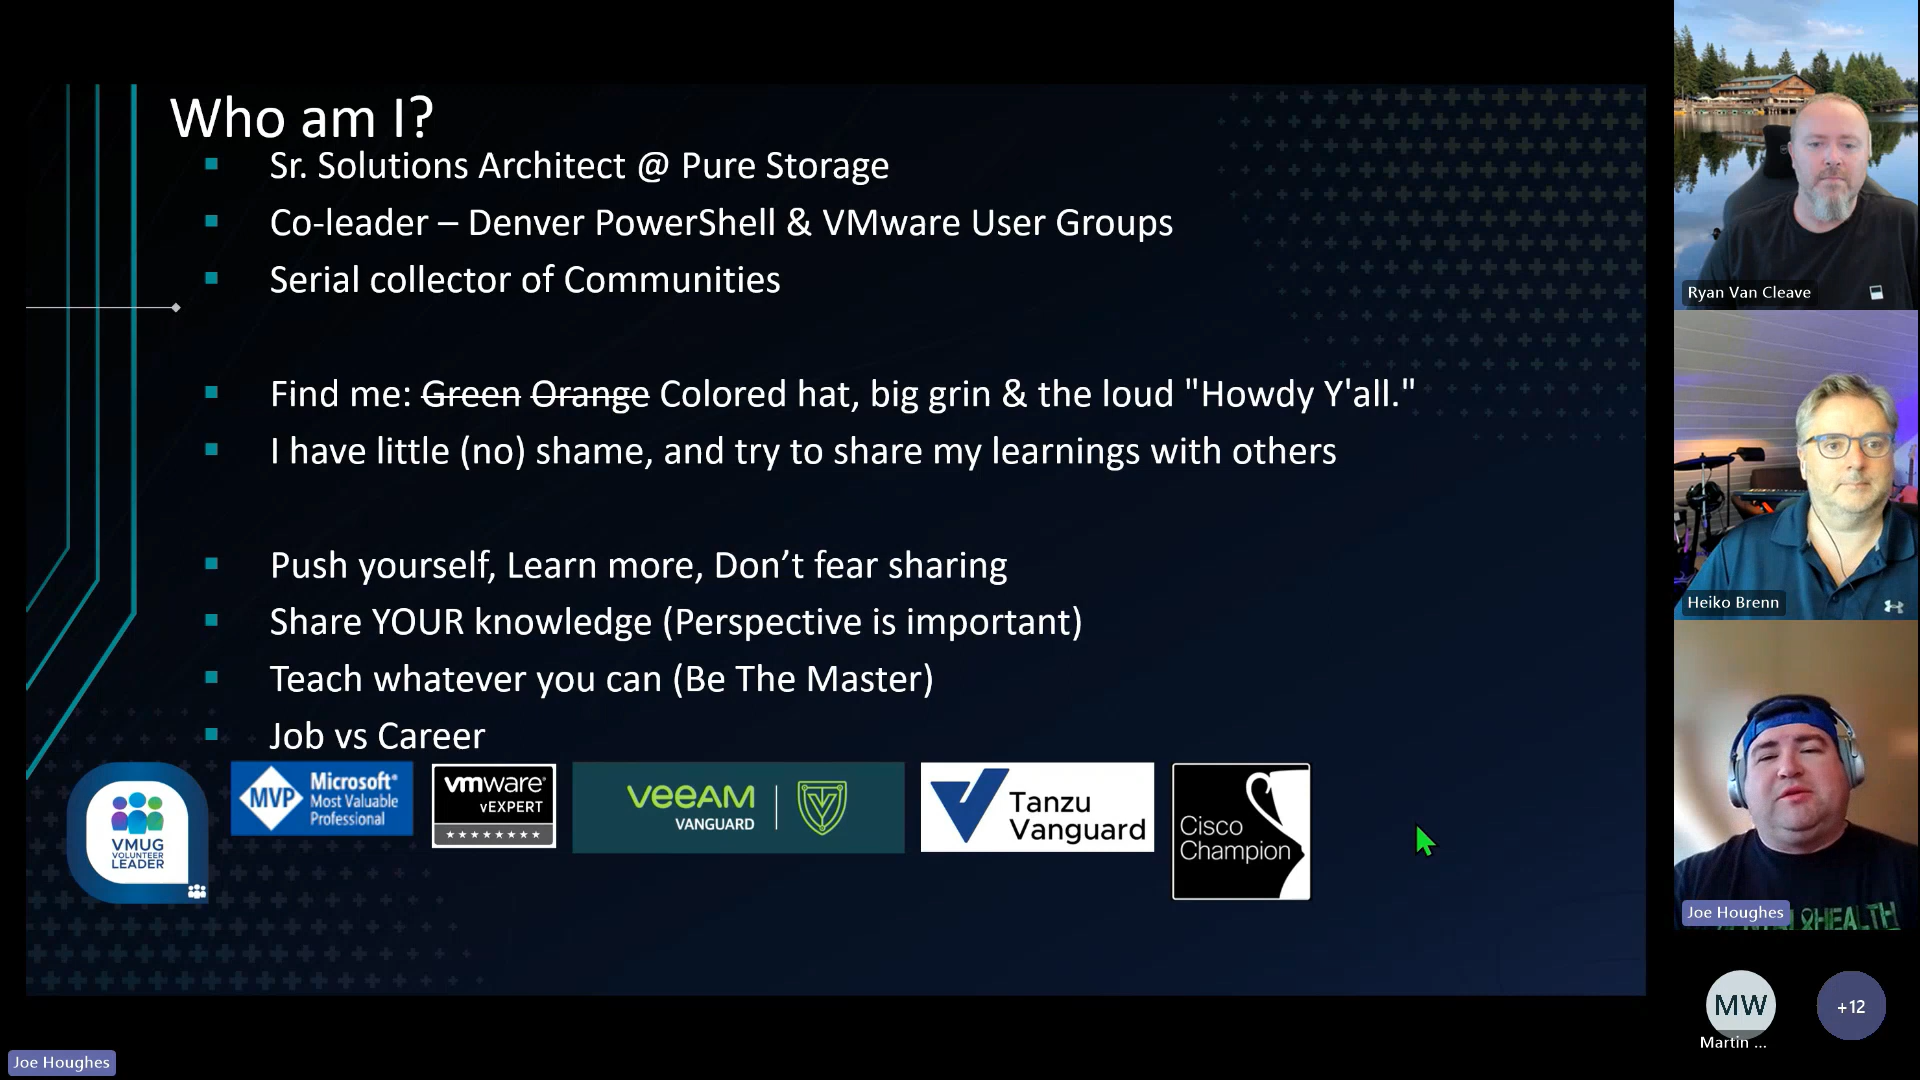 Who am I?
Sr. Solutions Architect @ Pure Storage
Co-leader – Denver PowerShell & VMware User Groups
Serial collector of Communities
Find me: Green Orange Colored hat, big grin & the loud "Howdy Y'all."
I have little (no) shame, and try to share my learnings with others
Push yourself, Learn more, Don’t fear sharing
Share YOUR knowledge (Perspective is important)
Teach whatever you can (Be The Master)
Job vs Career
VMUG
VOLUNTEER
LEADER
MVP
Microsoft®
Most Valuable
Professional
vmware®
vEXPERT
veeAM
VANGUARD
Tanzu
Vanguard
Cisco
Champion
Ryan Van Cleave
Heiko Brenn
Joe Houghes
&HEALTH
MW
Martin ...
+12
Joe Houghes